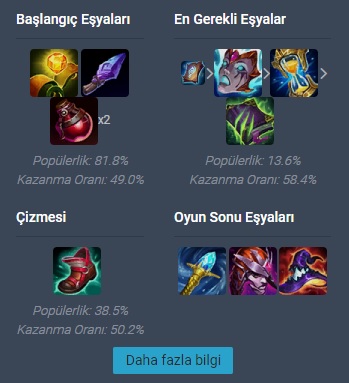 Başlangıç Eşyaları
x2
Popülerlik: 81.8%
Kazanma Oranı: 49.0%
En Gerekli Eşyalar
Popülerlik: 13.6%
Kazanma Oranı: 58.4%
Çizmesi
Popülerlik: 38.5%
Kazanma Oranı: 50.2%
Oyun Sonu Eşyaları
Daha fazla bilgi